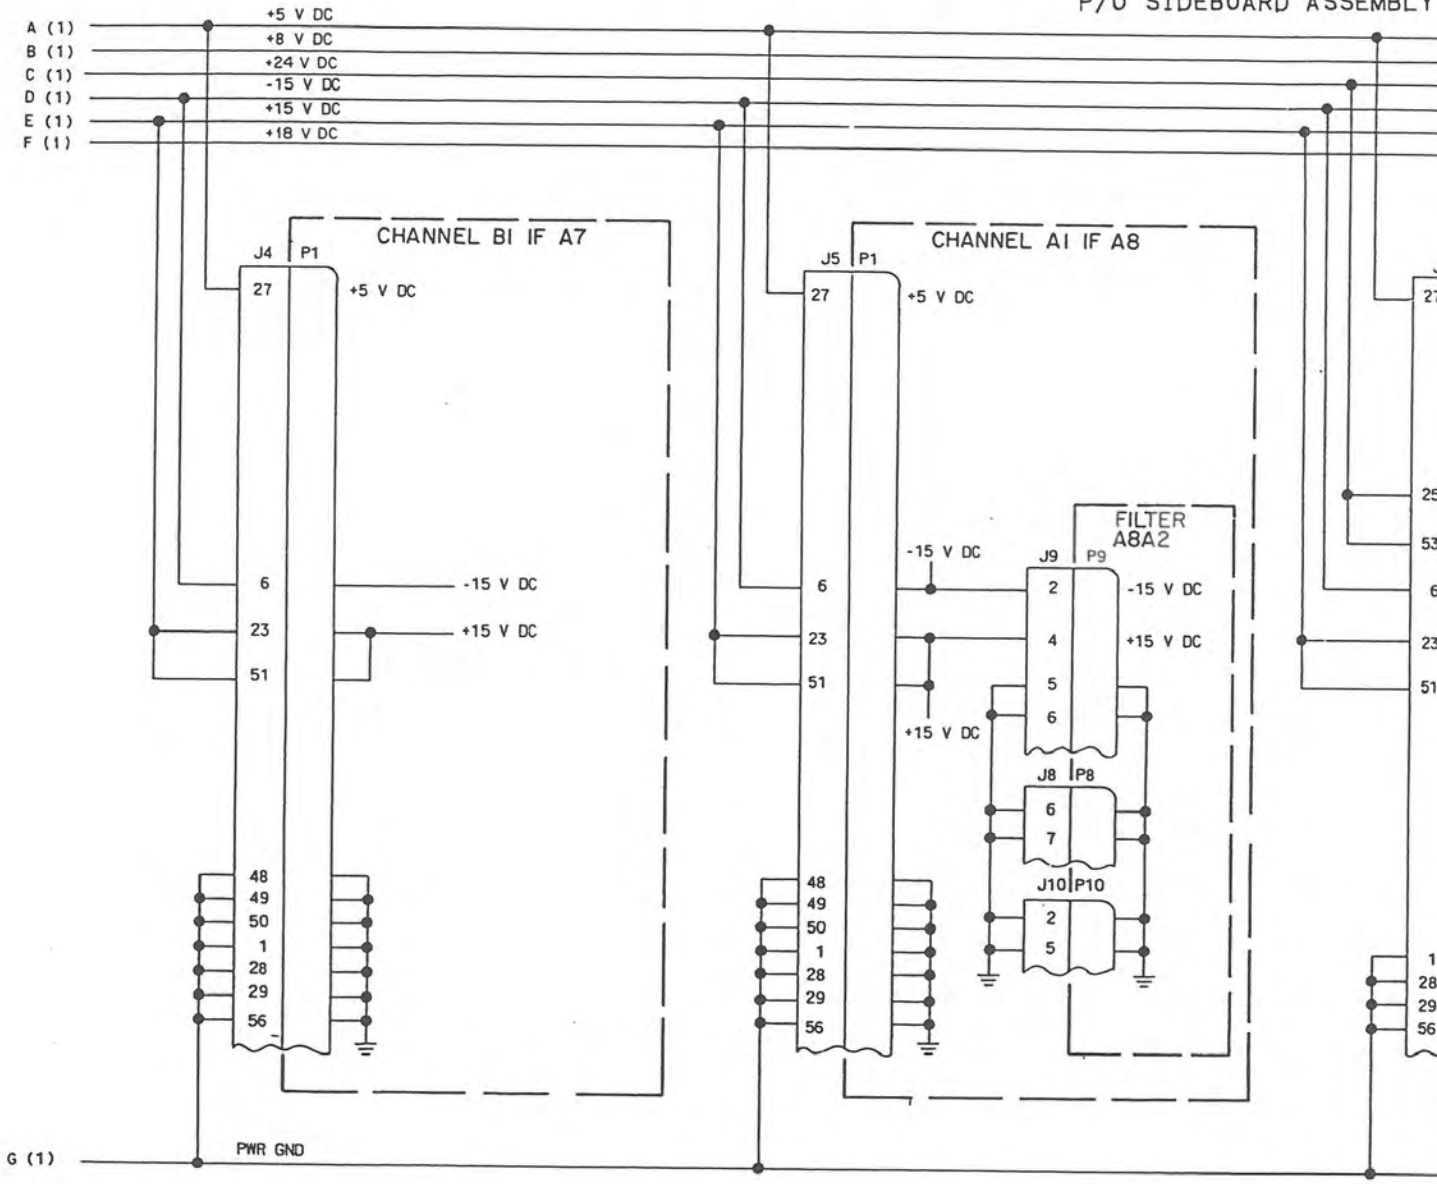 P/O SIDEBOARD ASSEMBLY
A (1) +5 V DC
B (1) +8 V DC
C (1) +24 V DC
D (1) -15 V DC
E (1) +15 V DC
F (1) +18 V DC
CHANNEL B1 IF A7
J4 P1
27 +5 V DC
6 -15 V DC
23 +15 V DC
51
48
49
50
1
28
29
56
CHANNEL A1 IF A8
J5 P1
27 +5 V DC
-15 V DC
6
23
51
+15 V DC
48
49
50
1
28
29
56
FILTER
A8A2
J9 P9
2 -15 V DC
4 +15 V DC
5
6
J8 P8
6
7
J10 P10
2
5
27
25
53
6
23
51
1
28
29
56
G (1) PWR GND